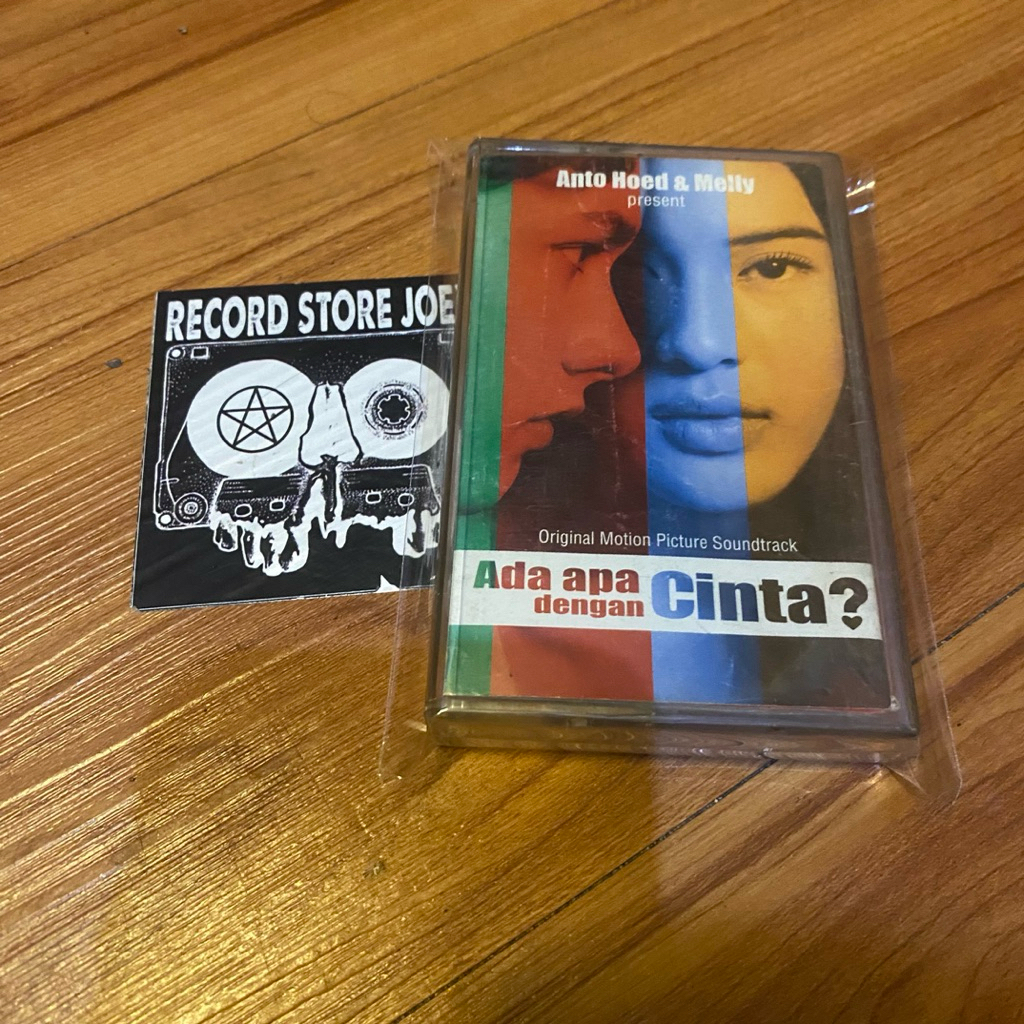 RECORD STORE JOE
Anto Hoed & Melly
present
Original Motion Picture Soundtrack
Ada apa
dengan Cinta?